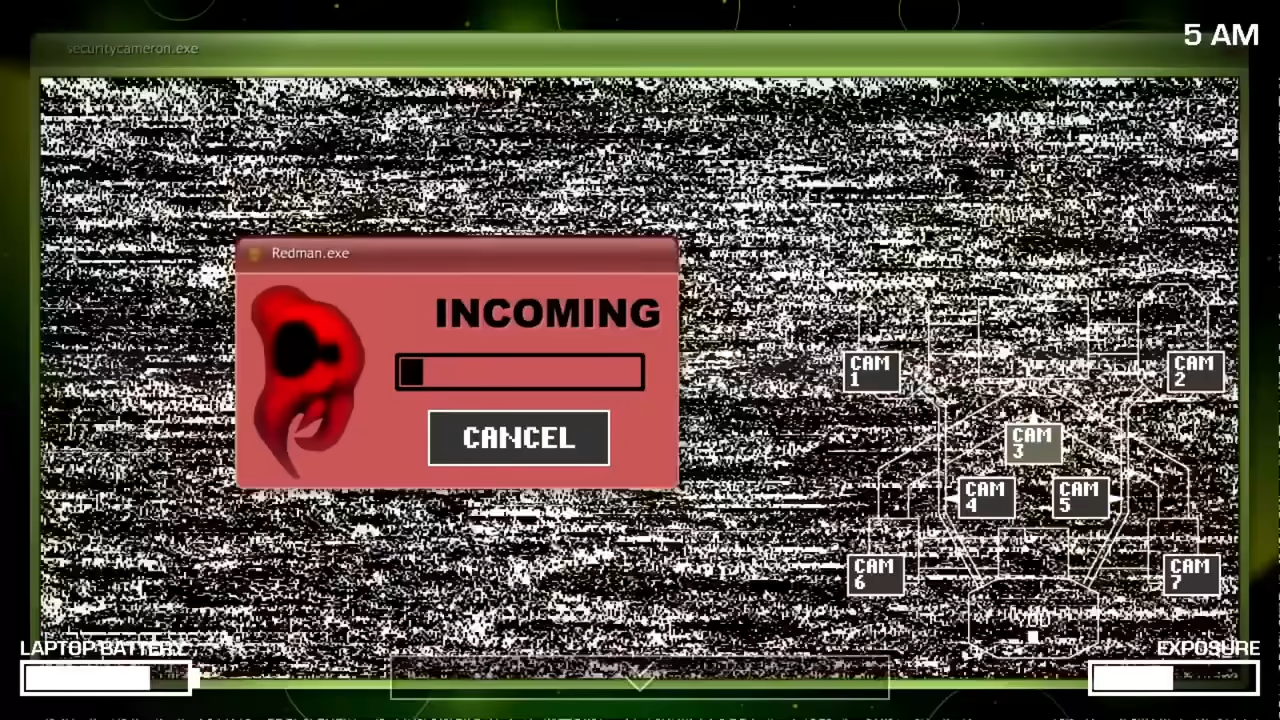 5 AM
securitycameron.exe
Redman.exe
INCOMING
CANCEL
CAM
1
CAM
2
CAM
3
CAM
4
CAM
5
CAM
6
CAM
7
YOU
LAPTOP BATTERY
EXPOSURE